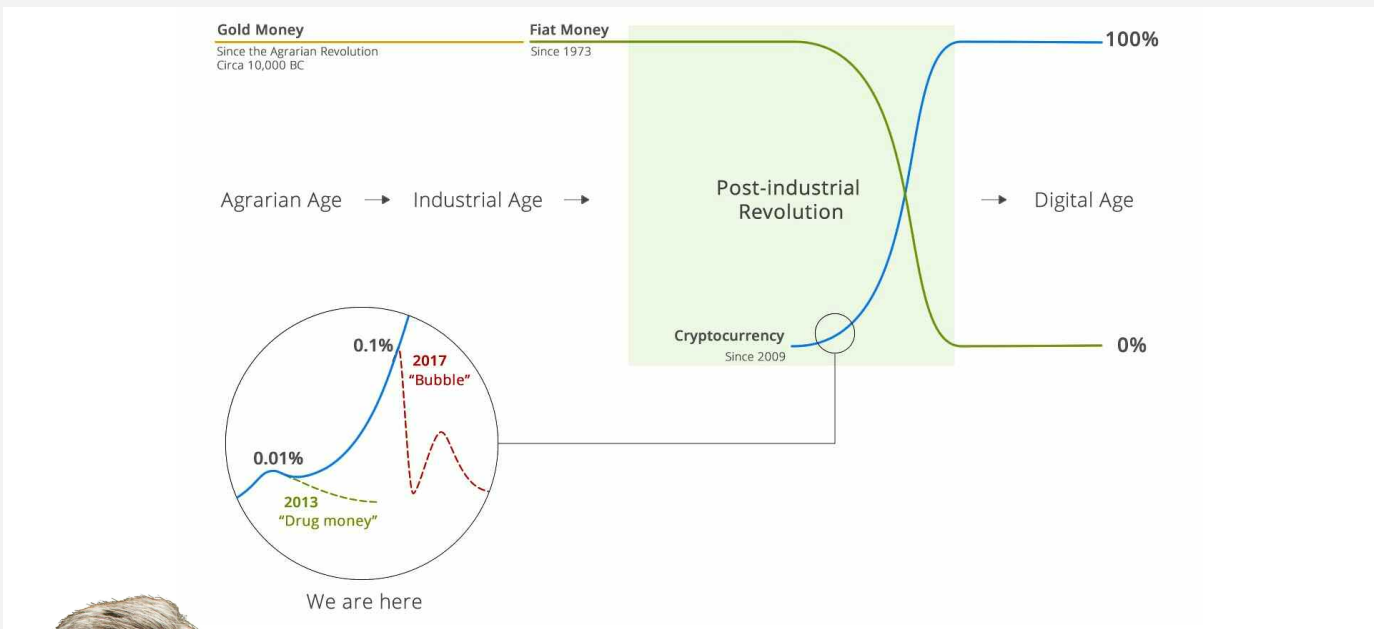 Gold Money
Since the Agrarian Revolution
Circa 10,000 BC
Fiat Money
Since 1973
100%
Agrarian Age
Industrial Age
Post-industrial
Revolution
Digital Age
Cryptocurrency
Since 2009
0%
0.1%
2017
“Bubble”
0.01%
2013
“Drug money”
We are here